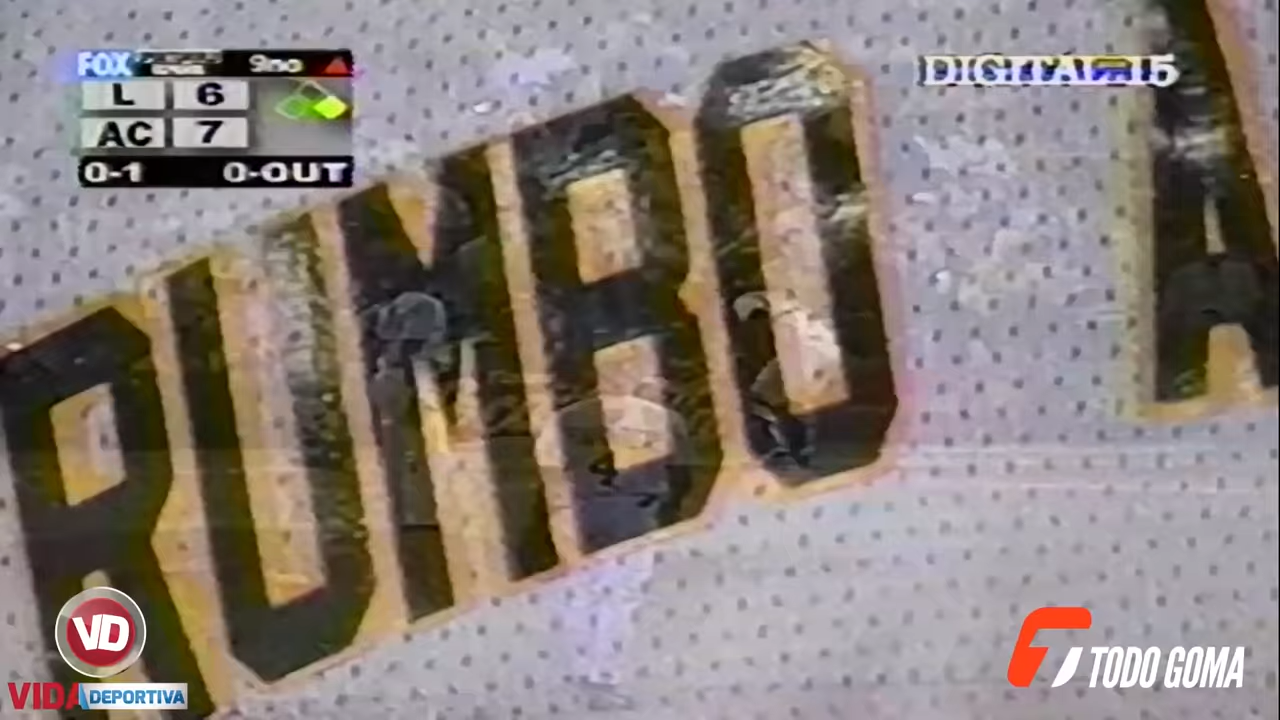 FOX
9no
L 6
AC 7
0-1 0-OUT
DIGITAL 15
RUMBO A
VD
VIDA DEPORTIVA
TODO GOMA